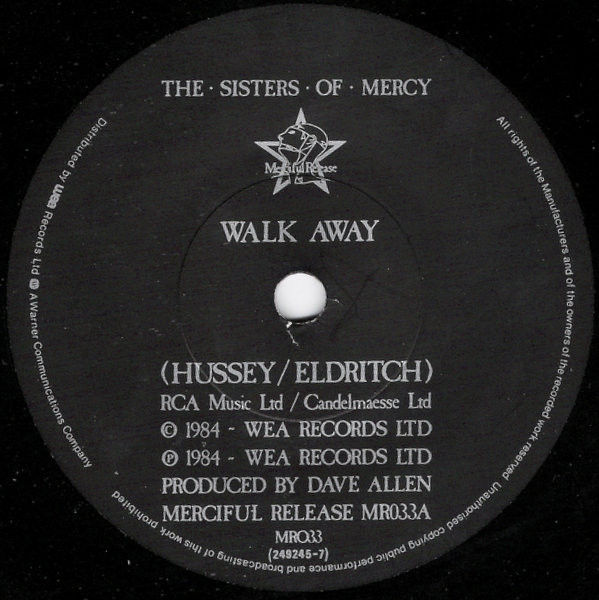 THE · SISTERS · OF · MERCY
Merciful Release
Ltd
WALK AWAY
(HUSSEY/ELDRITCH)
RCA Music Ltd / Candelmaesse Ltd
© 1984 - WEA RECORDS LTD
℗ 1984 - WEA RECORDS LTD
PRODUCED BY DAVE ALLEN
MERCIFUL RELEASE MR033A
MR033
(249245-7)
Distributed by wea Records Ltd A Warner Communications Company
All rights of the Manufacturers and of the owners of the recorded work reserved Unauthorised copying public performance and broadcasting of this work prohibited